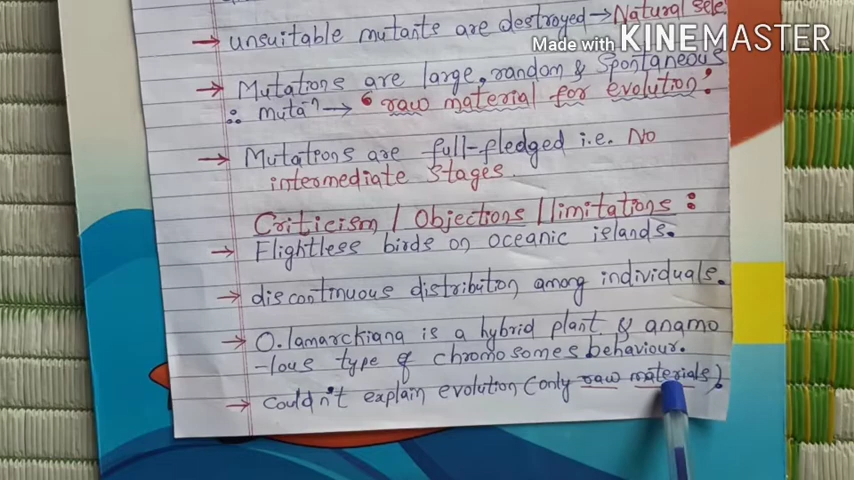 unsuitable mutants are destroyed → Natural sele
Made with KINEMASTER
→ Mutations are large, random & spontaneous
∴ mutaⁿ → “raw material for evolution!
→ Mutations are full-fledged i.e. No
intermediate stages.
Criticism / Objections / limitations :
→ Flightless birds on oceanic islands.
→ discontinuous distribution among individuals.
→ O. lamarckiana is a hybrid plant & anamo
-lous type of chromosomes behaviour.
→ couldn't explain evolution (only raw materials).